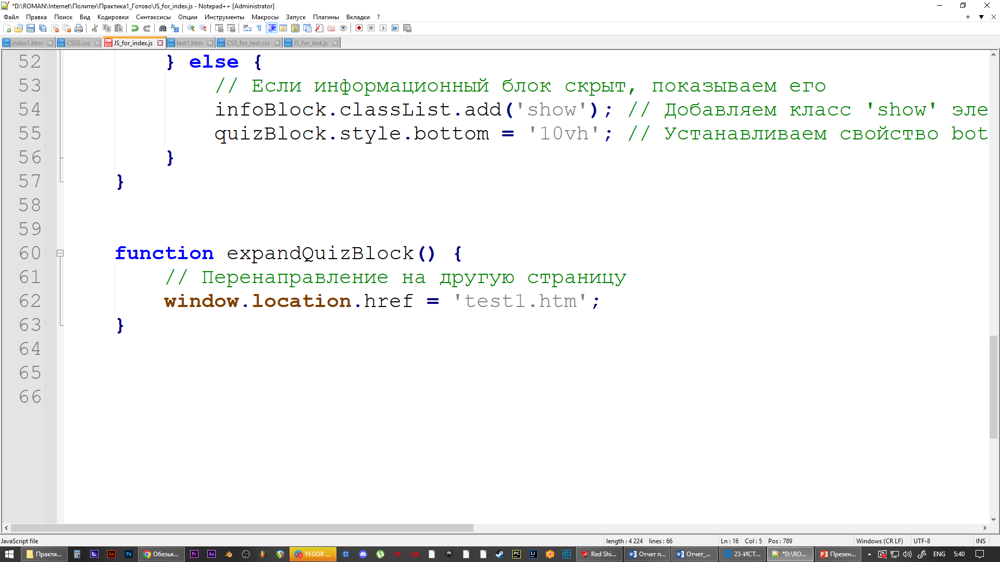 *D:\ROMAN\Internet\Политех\Практика1_Готово\JS_for_index.js - Notepad++ [Administrator]
Файл Правка Поиск Вид Кодировки Синтаксисы Опции Инструменты Макросы Запуск Плагины Вкладки ?
index1.htm CSSS.css JS_for_index.js test1.htm CSS_for_test.css JS_for_test.js
52 } else {
53 // Если информационный блок скрыт, показываем его
54 infoBlock.classList.add('show'); // Добавляем класс 'show' эле
55 quizBlock.style.bottom = '10vh'; // Устанавливаем свойство bot
56 }
57 }
58
59
60 function expandQuizBlock() {
61 // Перенаправление на другую страницу
62 window.location.href = 'test1.htm';
63 }
64
65
66
JavaScript file length : 4 224 lines : 66 Ln : 16 Col : 5 Pos : 789 Windows (CR LF) UTF-8 INS
Практи... Обезья... YEGOR ... Red Shi... Отчет п... Отчет_... 23-ИСТ... *D:\RO... Презен... ENG 5:40